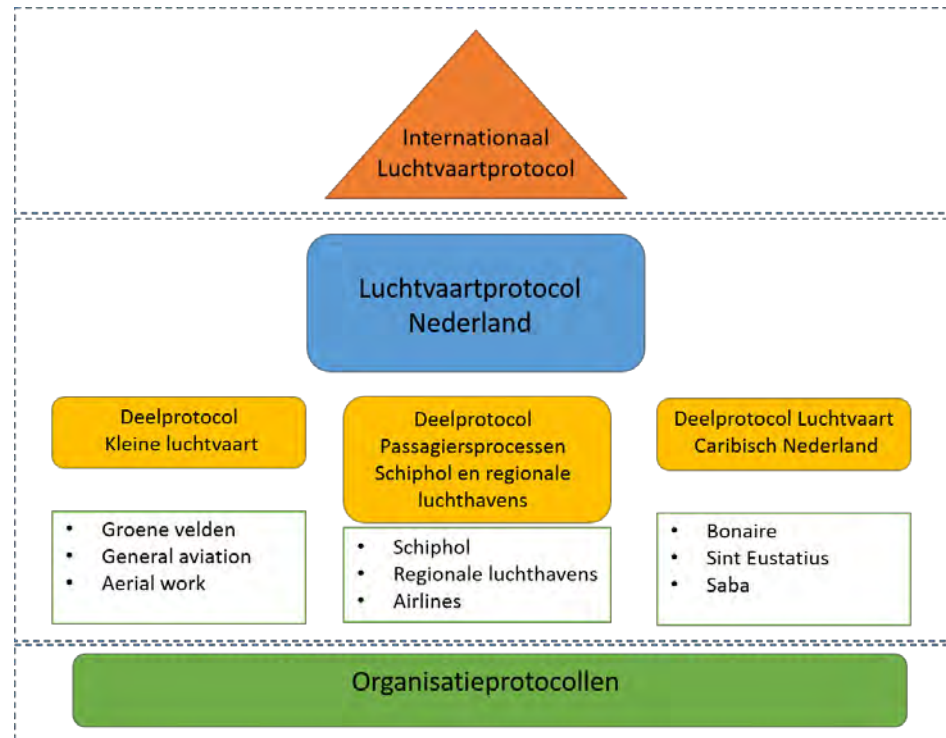 Internationaal
Luchtvaartprotocol
Luchtvaartprotocol
Nederland
Deelprotocol
Kleine luchtvaart
• Groene velden
• General aviation
• Aerial work
Deelprotocol
Passagiersprocessen
Schiphol en regionale
luchthavens
• Schiphol
• Regionale luchthavens
• Airlines
Deelprotocol Luchtvaart
Caribisch Nederland
• Bonaire
• Sint Eustatius
• Saba
Organisatieprotocollen